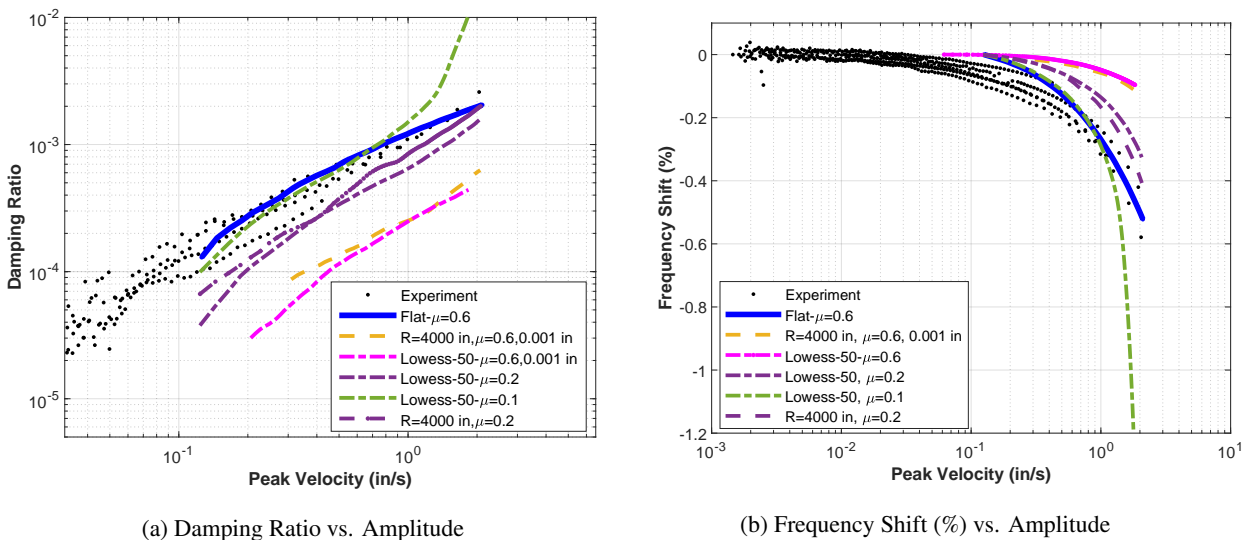 10^-2
10^-3
10^-4
10^-5
Damping Ratio
Experiment
Flat-μ=0.6
R=4000 in,μ=0.6,0.001 in
Lowess-50-μ=0.6,0.001 in
Lowess-50-μ=0.2
Lowess-50-μ=0.1
R=4000 in,μ=0.2
10^-1 10^0
Peak Velocity (in/s)
(a) Damping Ratio vs. Amplitude
0
-0.2
-0.4
-0.6
-0.8
-1
-1.2
Frequency Shift (%)
Experiment
Flat-μ=0.6
R=4000 in, μ=0.6, 0.001 in
Lowess-50-μ=0.6
Lowess-50, μ=0.2
Lowess-50, μ=0.1
R=4000 in, μ=0.2
10^-3 10^-2 10^-1 10^0 10^1
Peak Velocity (in/s)
(b) Frequency Shift (%) vs. Amplitude